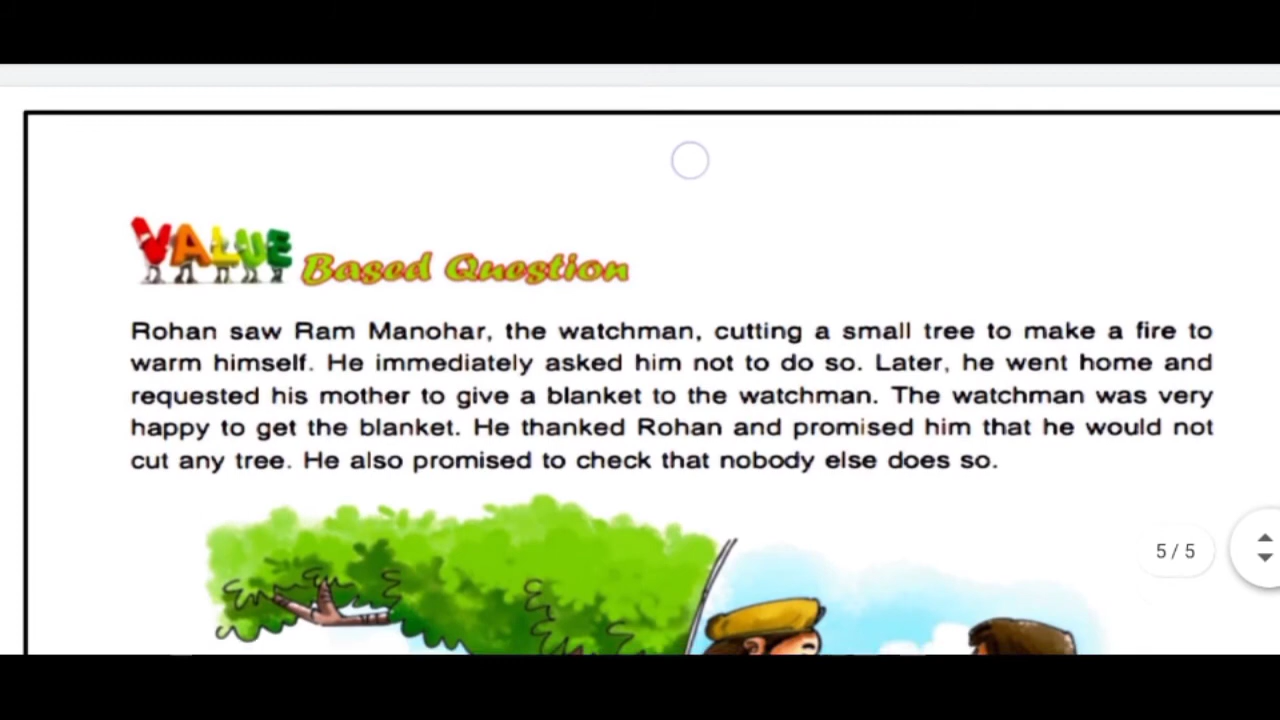 VALUE Based Question
Rohan saw Ram Manohar, the watchman, cutting a small tree to make a fire to
warm himself. He immediately asked him not to do so. Later, he went home and
requested his mother to give a blanket to the watchman. The watchman was very
happy to get the blanket. He thanked Rohan and promised him that he would not
cut any tree. He also promised to check that nobody else does so.
5 / 5